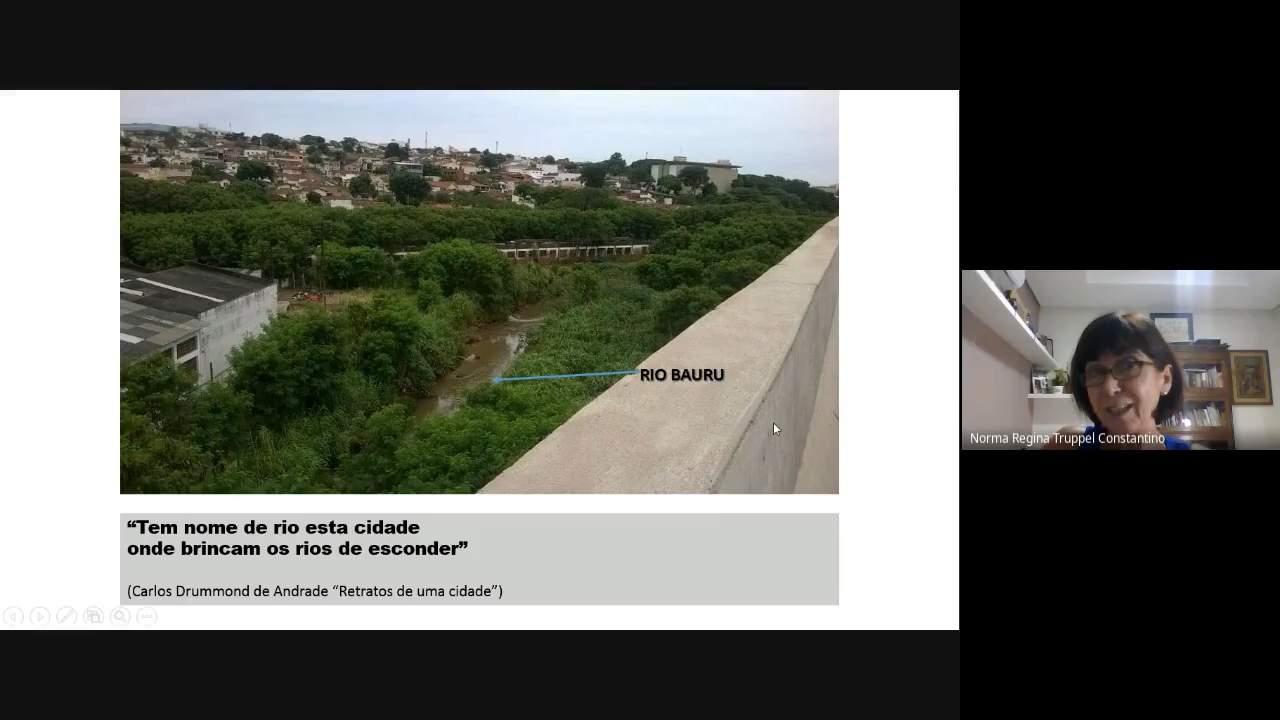 RIO BAURU
“Tem nome de rio esta cidade
onde brincam os rios de esconder”
(Carlos Drummond de Andrade “Retratos de uma cidade”)
Norma Regina Truppel Constantino